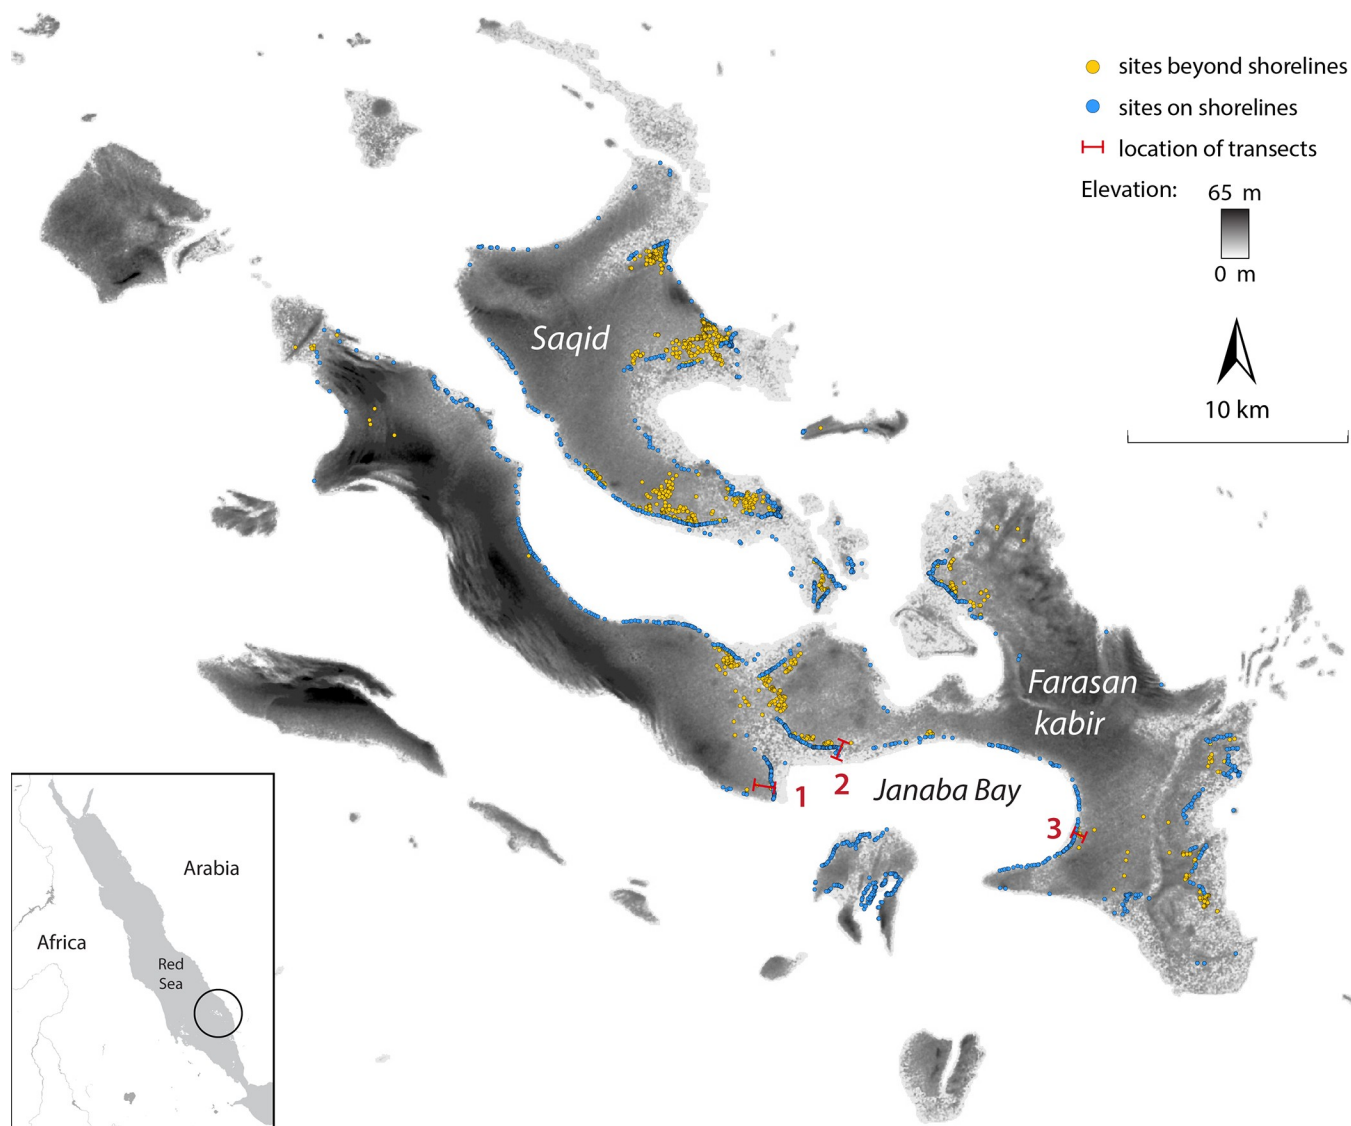 sites beyond shorelines
sites on shorelines
location of transects
Elevation:
65 m
0 m
10 km
Saqid
Farasan
kabir
Janaba Bay
1
2
3
Arabia
Africa
Red
Sea